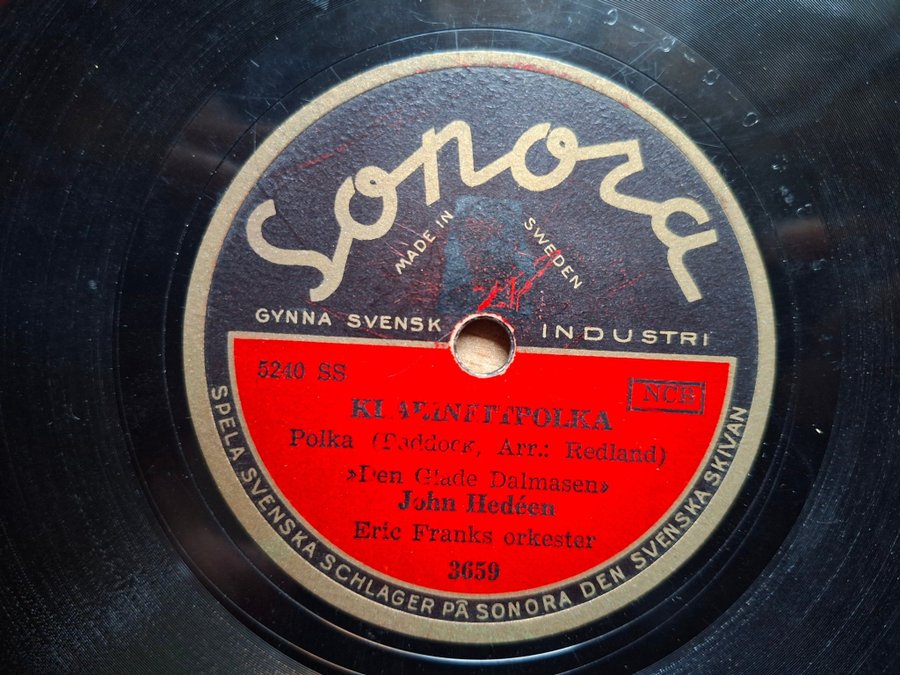 Sonora
MADE IN SWEDEN
GYNNA SVENSK INDUSTRI
5240 SS
NCB
KLARINETTPOLKA
Polka (Paddock, Arr.: Redland)
»Den Glade Dalmasen»
John Hedéen
Eric Franks orkester
3659
SPELA SVENSKA SCHLAGER PÅ SONORA DEN SVENSKA SKIVAN